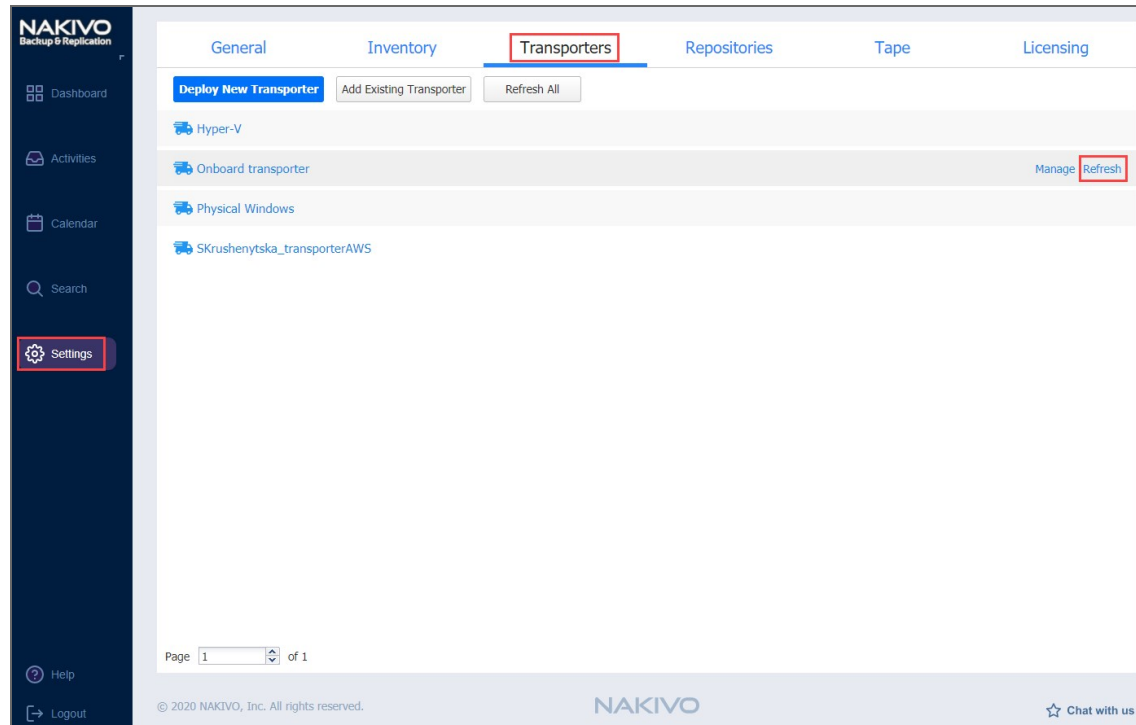 NAKIVO
Backup & Replication
Dashboard
Activities
Calendar
Search
Settings
Help
Logout
General Inventory Transporters Repositories Tape Licensing
Deploy New Transporter Add Existing Transporter Refresh All
Hyper-V
Onboard transporter Manage Refresh
Physical Windows
SKrushenytska_transporterAWS
Page 1 of 1
© 2020 NAKIVO, Inc. All rights reserved. NAKIVO Chat with us